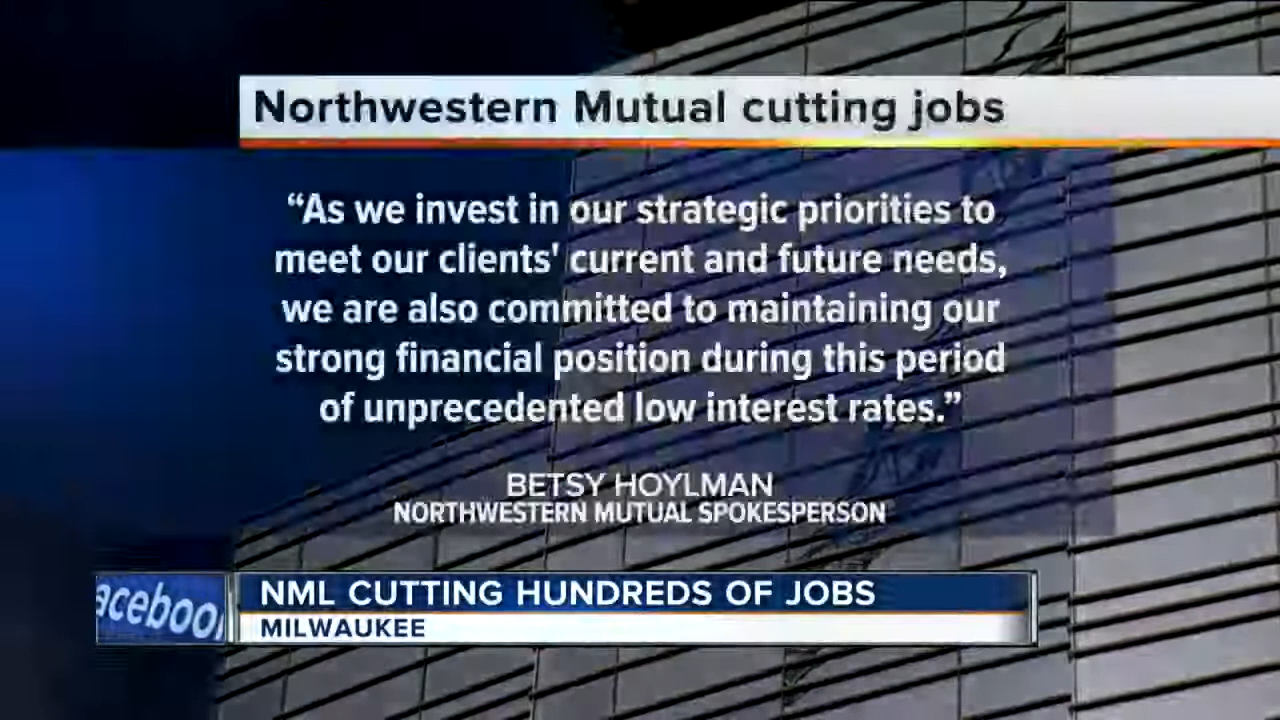 Northwestern Mutual cutting jobs
“As we invest in our strategic priorities to
meet our clients' current and future needs,
we are also committed to maintaining our
strong financial position during this period
of unprecedented low interest rates.”
BETSY HOYLMAN
NORTHWESTERN MUTUAL SPOKESPERSON
aceboo
NML CUTTING HUNDREDS OF JOBS
MILWAUKEE